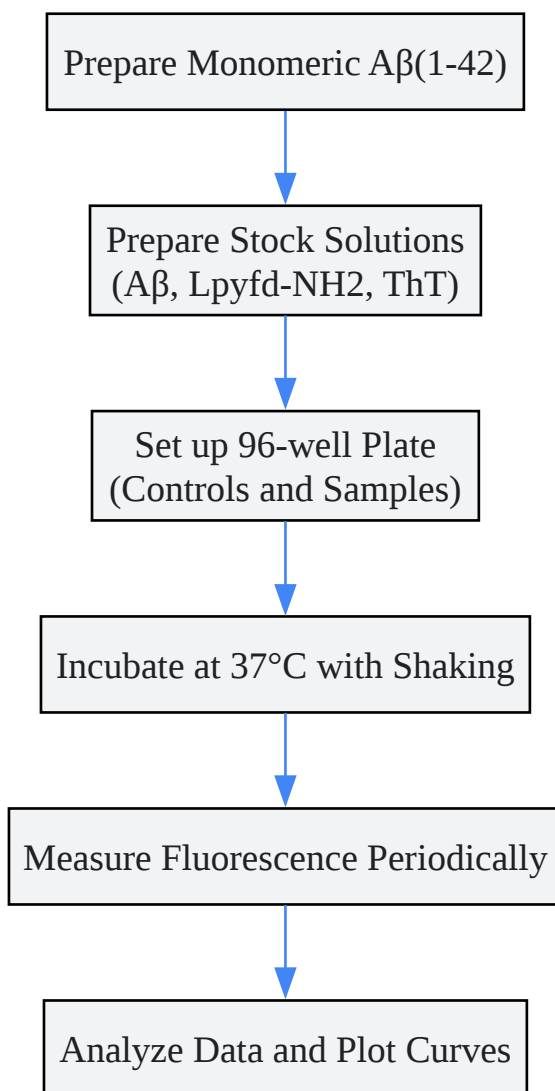 Prepare Monomeric Aβ(1-42)
Prepare Stock Solutions
(Aβ, Lpyfd-NH2, ThT)
Set up 96-well Plate
(Controls and Samples)
Incubate at 37°C with Shaking
Measure Fluorescence Periodically
Analyze Data and Plot Curves